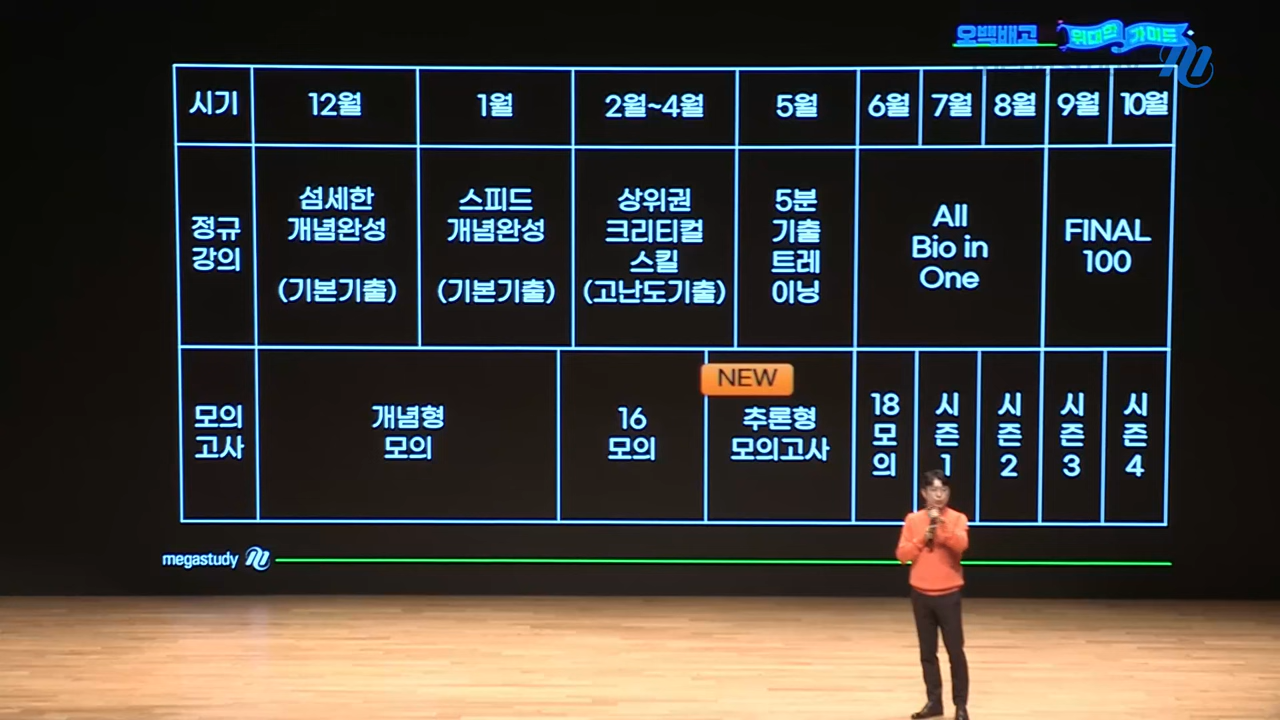 오백배고 위대한 가이드
시기 12월 1월 2월~4월 5월 6월 7월 8월 9월 10월
정규
강의
섬세한
개념완성
(기본기출)
스피드
개념완성
(기본기출)
상위권
크리티컬
스킬
(고난도기출)
5분
기출
트레
이닝
All
Bio in
One
FINAL
100
모의
고사
개념형
모의
16
모의
NEW
추론형
모의고사
18
모
의
시
즌
1
시
즌
2
시
즌
3
시
즌
4
megastudy